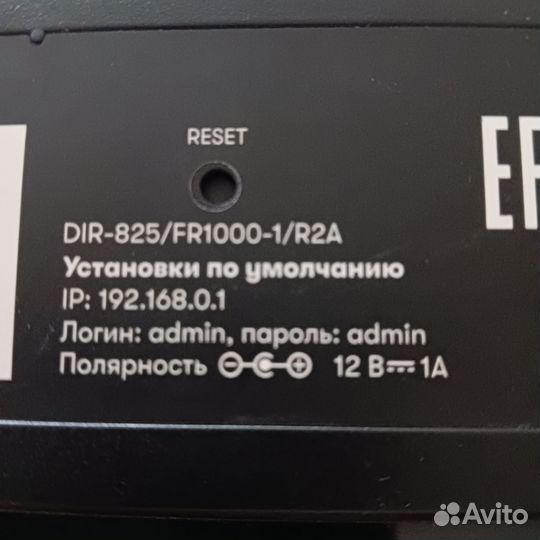 RESET
DIR-825/FR1000-1/R2A
Установки по умолчанию
IP: 192.168.0.1
Логин: admin, пароль: admin
Полярность 12 В 1А
Avito